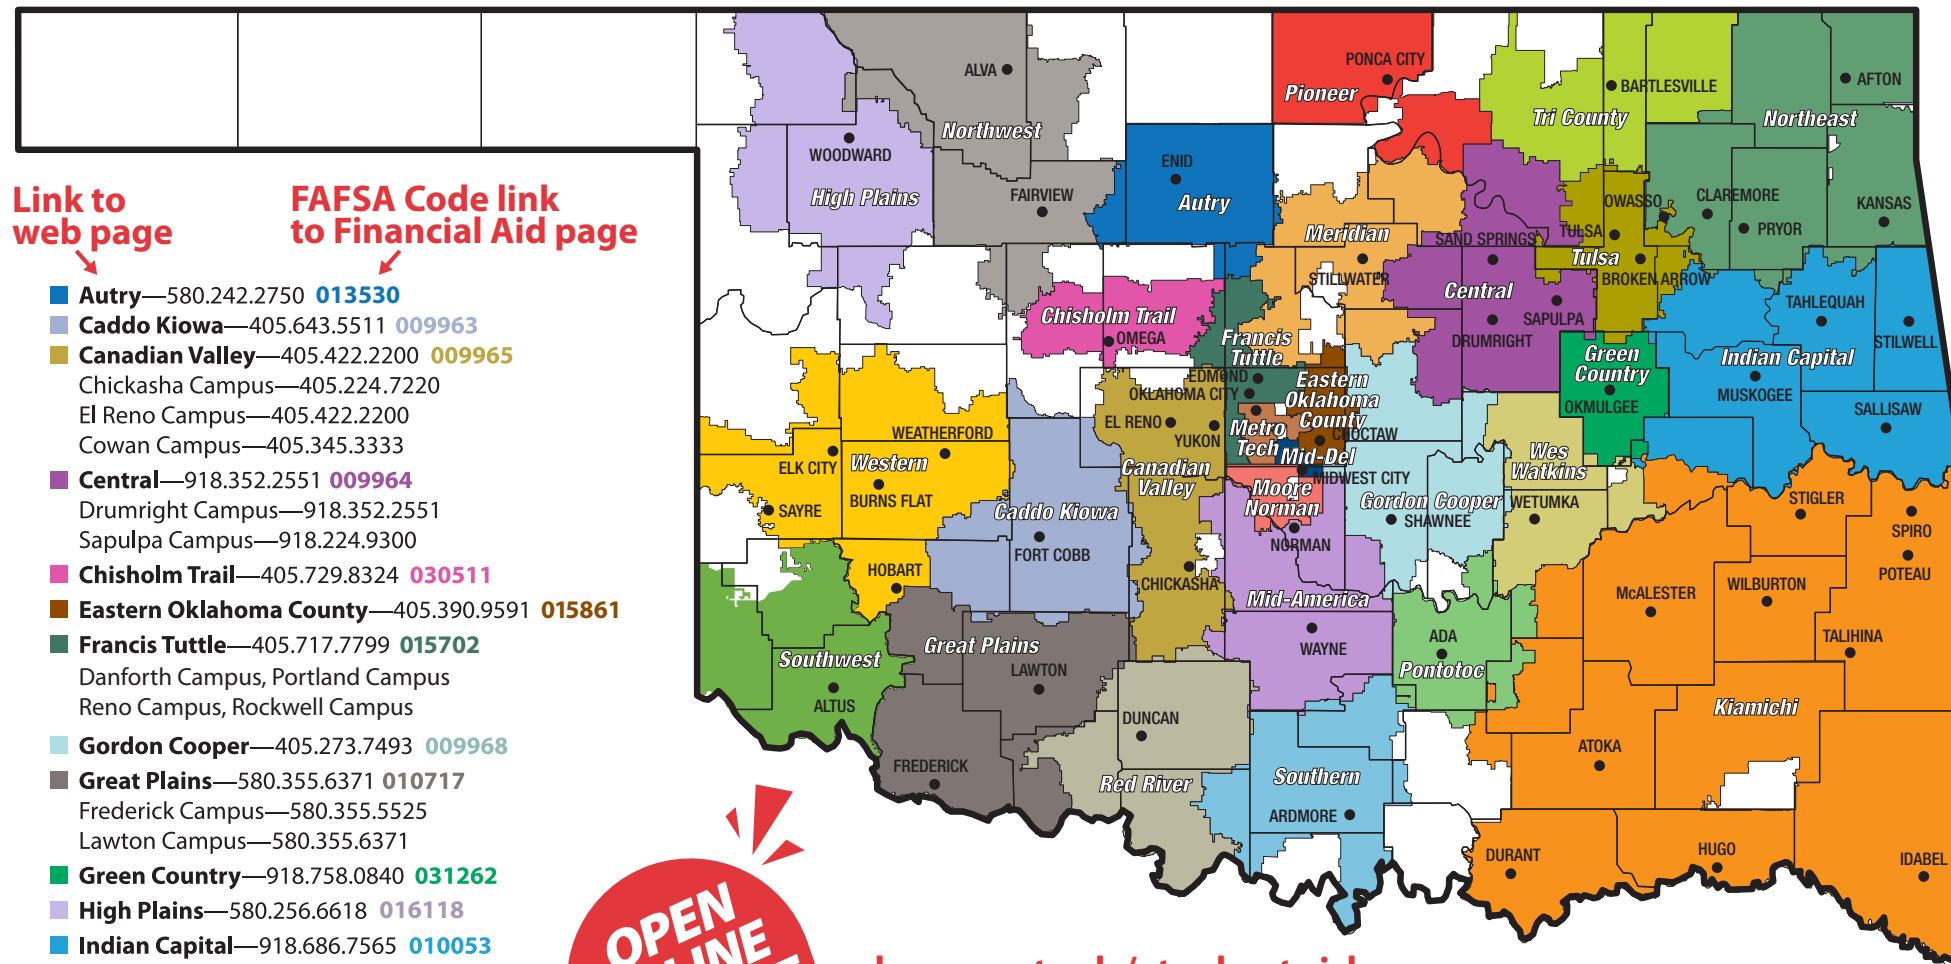 Link to
web page
FAFSA Code link
to Financial Aid page
Autry—580.242.2750 013530
Caddo Kiowa—405.643.5511 009963
Canadian Valley—405.422.2200 009965
Chickasha Campus—405.224.7220
El Reno Campus—405.422.2200
Cowan Campus—405.345.3333
Central—918.352.2551 009964
Drumright Campus—918.352.2551
Sapulpa Campus—918.224.9300
Chisholm Trail—405.729.8324 030511
Eastern Oklahoma County—405.390.9591 015861
Francis Tuttle—405.717.7799 015702
Danforth Campus, Portland Campus
Reno Campus, Rockwell Campus
Gordon Cooper—405.273.7493 009968
Great Plains—580.355.6371 010717
Frederick Campus—580.355.5525
Lawton Campus—580.355.6371
Green Country—918.758.0840 031262
High Plains—580.256.6618 016118
Indian Capital—918.686.7565 010053
OPEN
ALVA
Northwest
WOODWARD
High Plains
FAIRVIEW
ENID
Autry
PONCA CITY
Pioneer
BARTLESVILLE
Tri County
AFTON
Northeast
OWASSO
CLAREMORE
PRYOR
KANSAS
Meridian
STILLWATER
SAND SPRINGS
TULSA
Tulsa
BROKEN ARROW
Central
SAPULPA
DRUMRIGHT
TAHLEQUAH
STILWELL
Chisholm Trail
OMEGA
Francis
Tuttle
EDMOND
OKLAHOMA CITY
Eastern
Oklahoma
County
CHOCTAW
Metro
Tech
Mid-Del
MIDWEST CITY
Green
Country
OKMULGEE
Indian Capital
MUSKOGEE
SALLISAW
EL RENO
YUKON
Canadian
Valley
CHICKASHA
WEATHERFORD
ELK CITY
Western
BURNS FLAT
SAYRE
HOBART
Caddo Kiowa
FORT COBB
Moore
Norman
NORMAN
Gordon Cooper
SHAWNEE
Wes
Watkins
WETUMKA
STIGLER
SPIRO
POTEAU
McALESTER
WILBURTON
TALIHINA
Mid-America
WAYNE
ADA
Pontotoc
Great Plains
LAWTON
Southwest
ALTUS
FREDERICK
DUNCAN
Red River
Southern
ARDMORE
Kiamichi
ATOKA
DURANT
HUGO
IDABEL